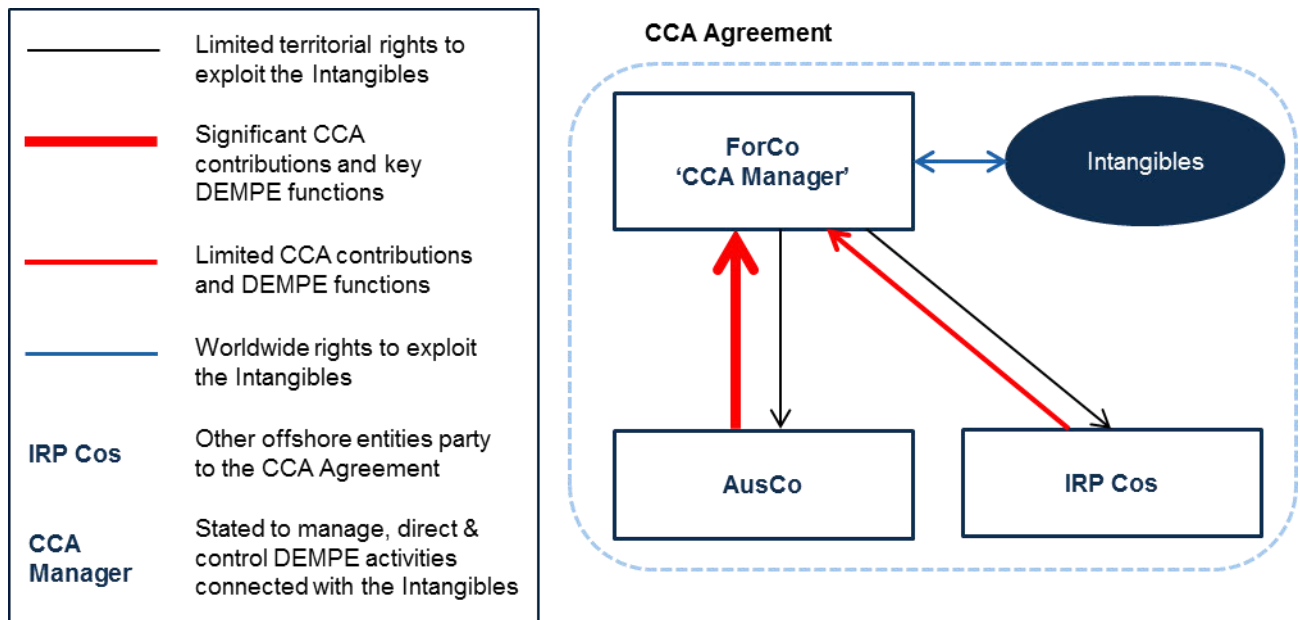 Limited territorial rights to
exploit the Intangibles
Significant CCA
contributions and key
DEMPE functions
Limited CCA contributions
and DEMPE functions
Worldwide rights to exploit
the Intangibles
IRP Cos
Other offshore entities party
to the CCA Agreement
CCA
Manager
Stated to manage, direct &
control DEMPE activities
connected with the Intangibles
CCA Agreement
ForCo
‘CCA Manager’
Intangibles
AusCo
IRP Cos